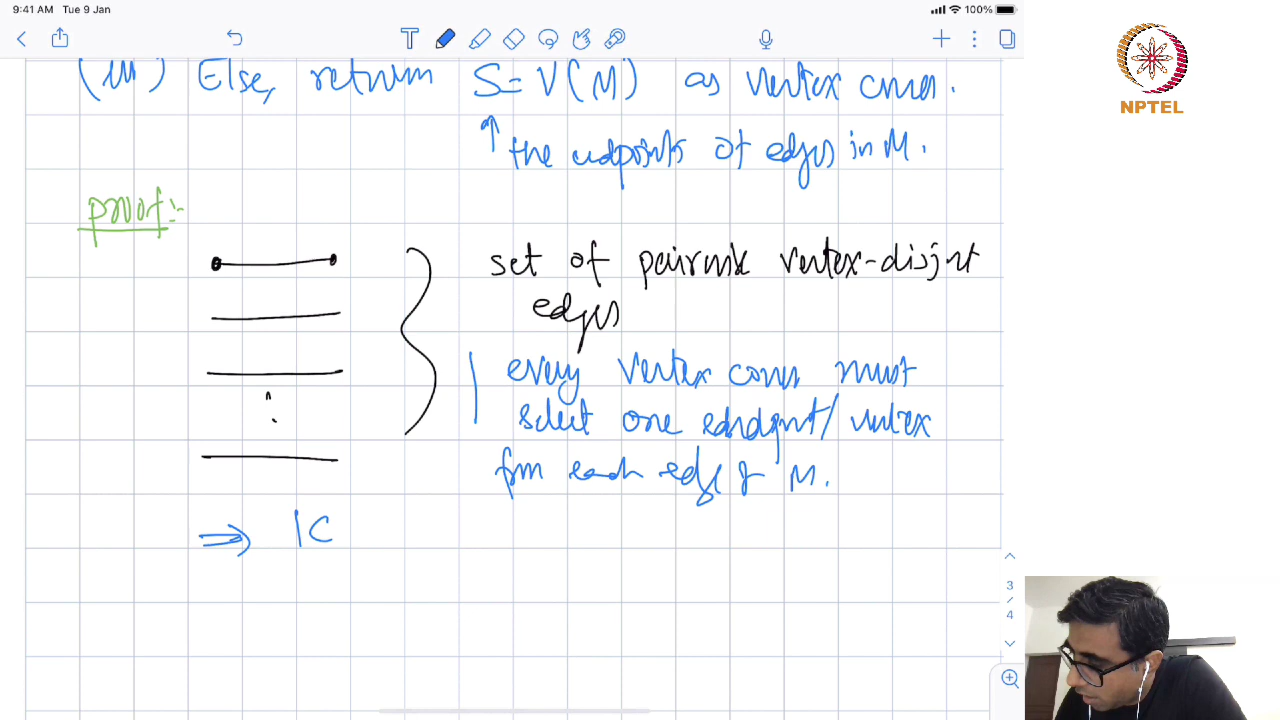 9:41 AM Tue 9 Jan
100%
NPTEL
(iii) Else, return S = V(M) as vertex cover.
↑ the endpoints of edges in M.
proof:-
set of pairwise vertex-disjoint
edges
every vertex cover must
select one endpoint/vertex
from each edge of M.
⇒ |C
3
/
4